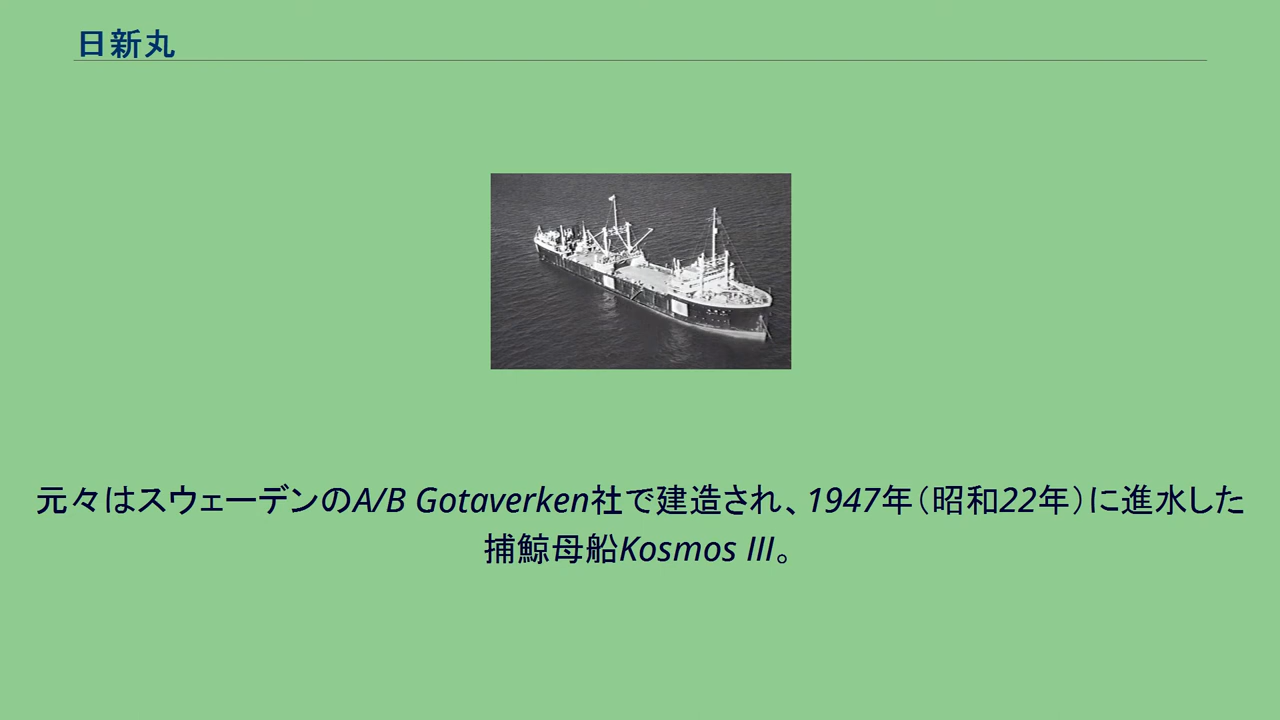 日新丸
元々はスウェーデンのA/B Gotaverken社で建造され、1947年（昭和22年）に進水した
捕鯨母船Kosmos III。